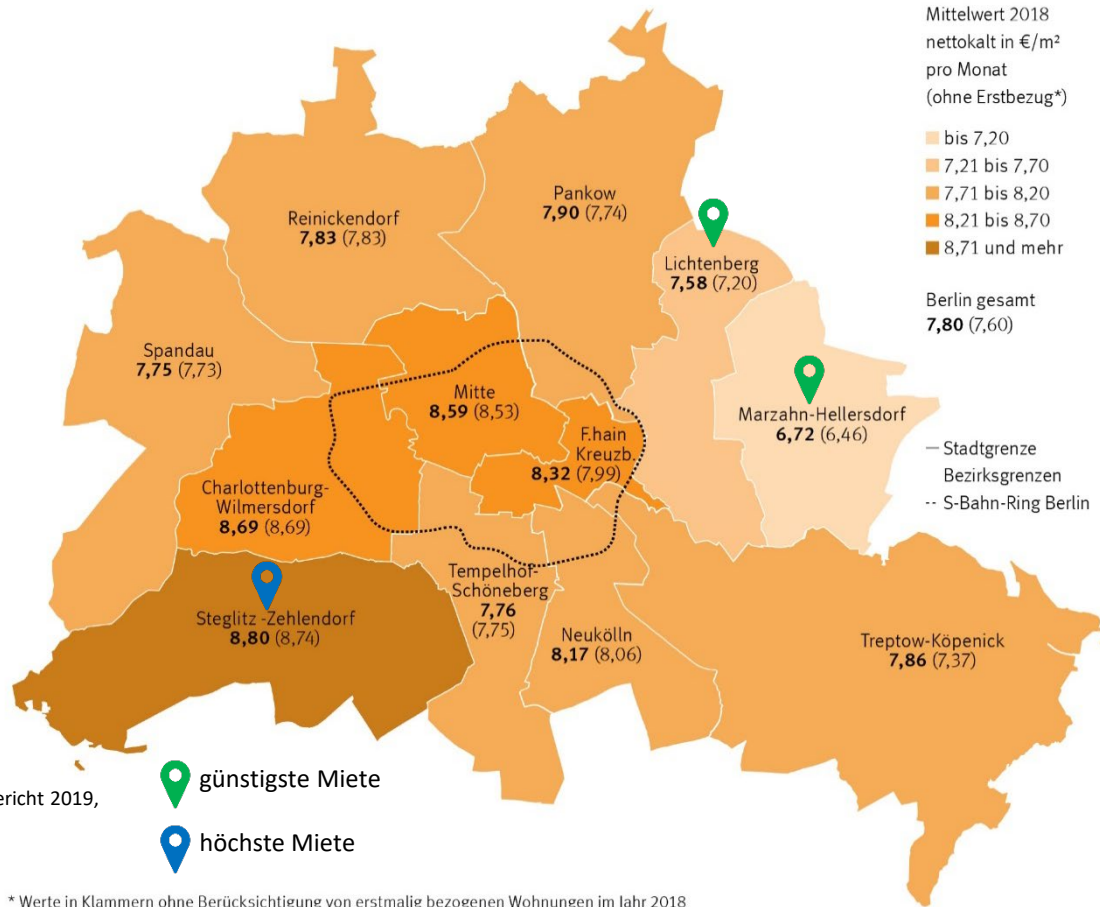 Mittelwert 2018
nettokalt in €/m²
pro Monat
(ohne Erstbezug*)
bis 7,20
7,21 bis 7,70
7,71 bis 8,20
8,21 bis 8,70
8,71 und mehr
Berlin gesamt
7,80 (7,60)
Pankow
7,90 (7,74)
Reinickendorf
7,83 (7,83)
Lichtenberg
7,58 (7,20)
Spandau
7,75 (7,73)
Mitte
8,59 (8,53)
Marzahn-Hellersdorf
6,72 (6,46)
F.hain
Kreuzb.
8,32 (7,99)
Stadtgrenze
Bezirksgrenzen
S-Bahn-Ring Berlin
Charlottenburg-
Wilmersdorf
8,69 (8,69)
Tempelhof-
Schöneberg
7,76
(7,75)
Steglitz -Zehlendorf
8,80 (8,74)
Neukölln
8,17 (8,06)
Treptow-Köpenick
7,86 (7,37)
günstigste Miete
ericht 2019,
höchste Miete
* Werte in Klammern ohne Berücksichtigung von erstmalig bezogenen Wohnungen im Jahr 2018